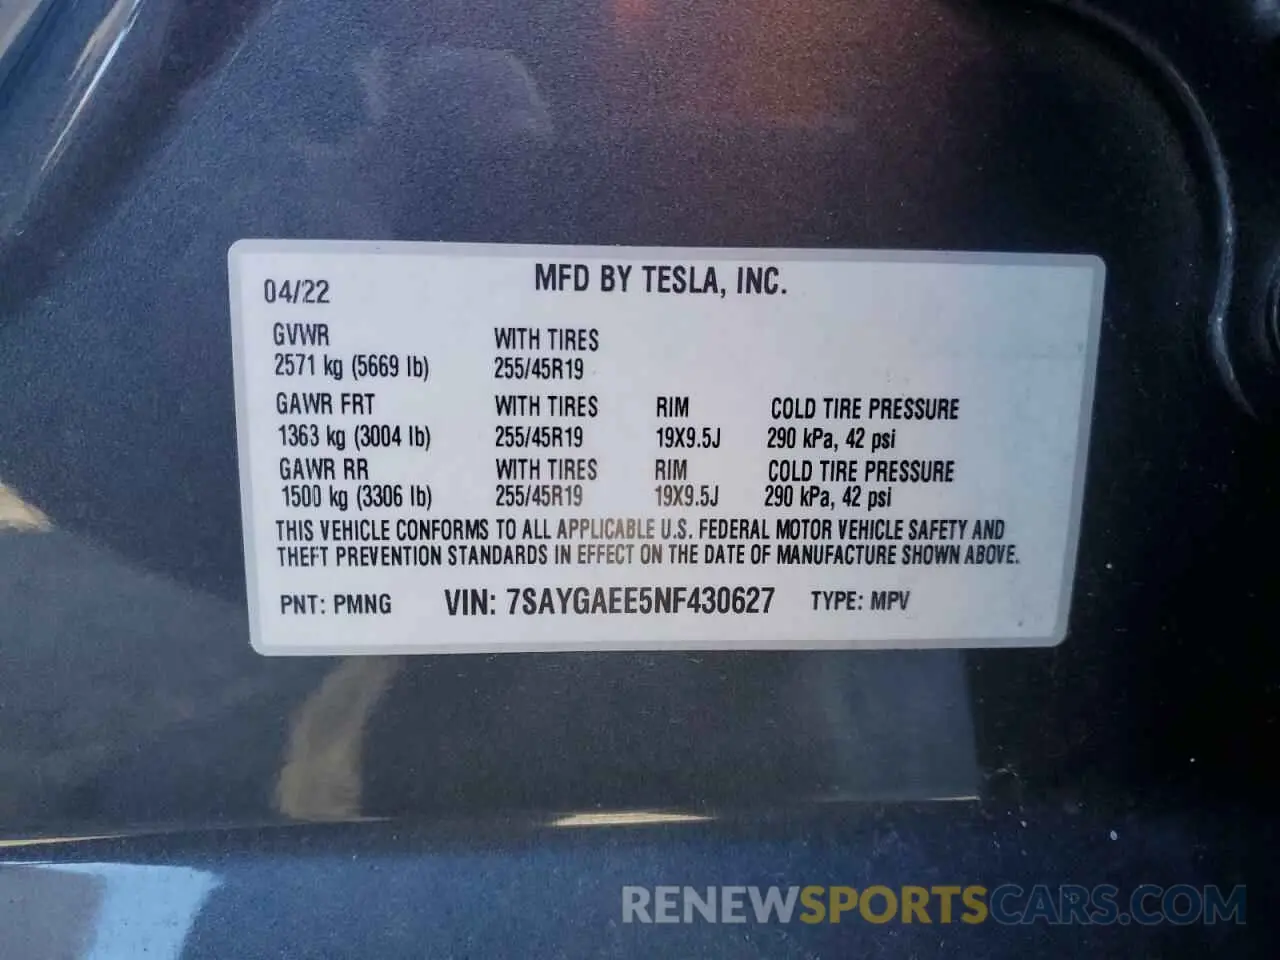 MFD BY TESLA, INC.
04/22
GVWR WITH TIRES
2571 kg (5669 lb) 255/45R19
GAWR FRT WITH TIRES RIM COLD TIRE PRESSURE
1363 kg (3004 lb) 255/45R19 19X9.5J 290 kPa, 42 psi
GAWR RR WITH TIRES RIM COLD TIRE PRESSURE
1500 kg (3306 lb) 255/45R19 19X9.5J 290 kPa, 42 psi
THIS VEHICLE CONFORMS TO ALL APPLICABLE U.S. FEDERAL MOTOR VEHICLE SAFETY AND
THEFT PREVENTION STANDARDS IN EFFECT ON THE DATE OF MANUFACTURE SHOWN ABOVE.
PNT: PMNG VIN: 7SAYGAEE5NF430627 TYPE: MPV
RENEWSPORTSCARS.COM